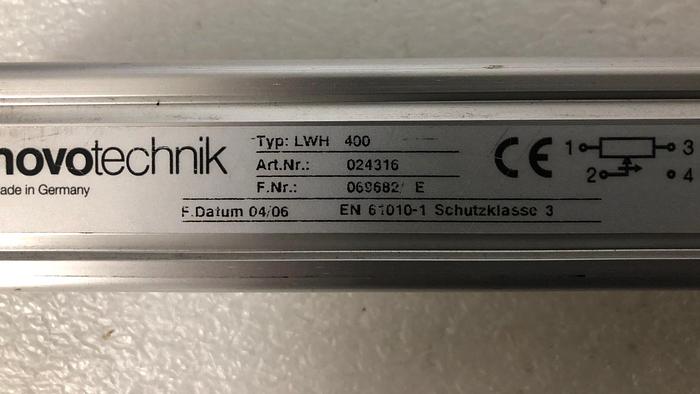 novotechnik
ade in Germany
Typ: LWH 400
Art.Nr.: 024316
F.Nr.: 069682/ E
F.Datum 04/06 EN 61010-1 Schutzklasse 3
CE
1 3
2 4